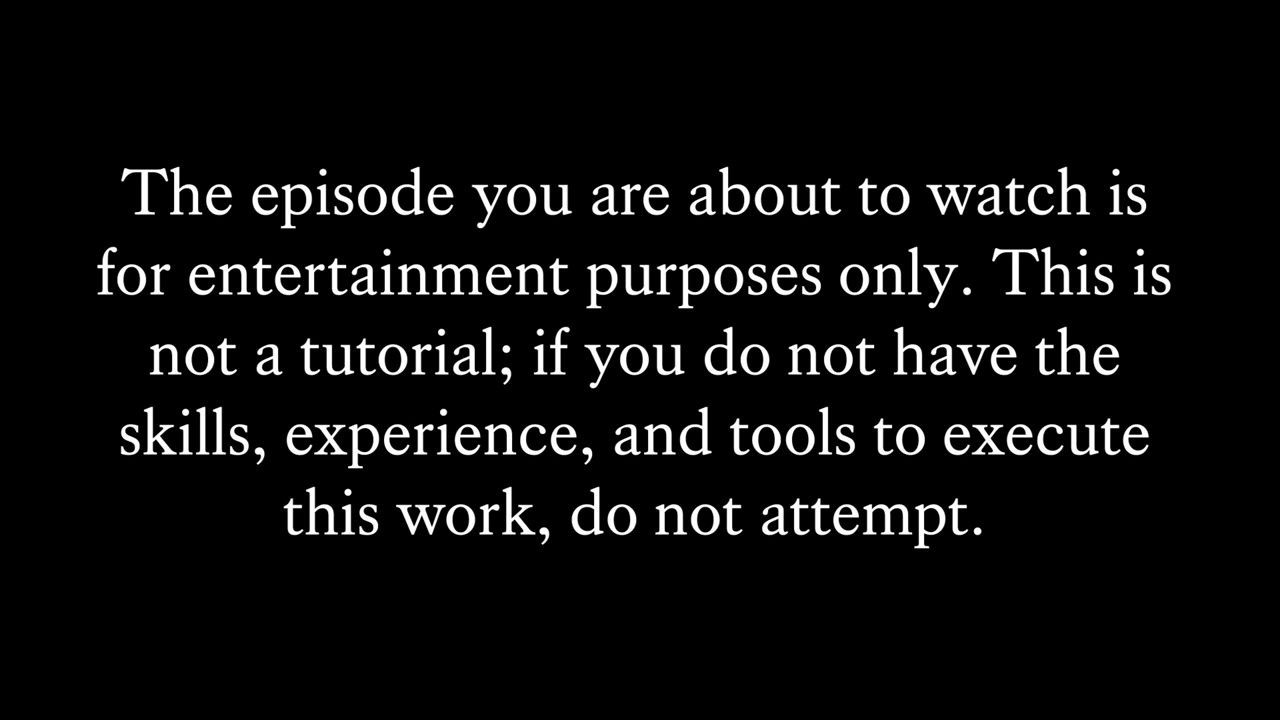 The episode you are about to watch is
for entertainment purposes only. This is
not a tutorial; if you do not have the
skills, experience, and tools to execute
this work, do not attempt.